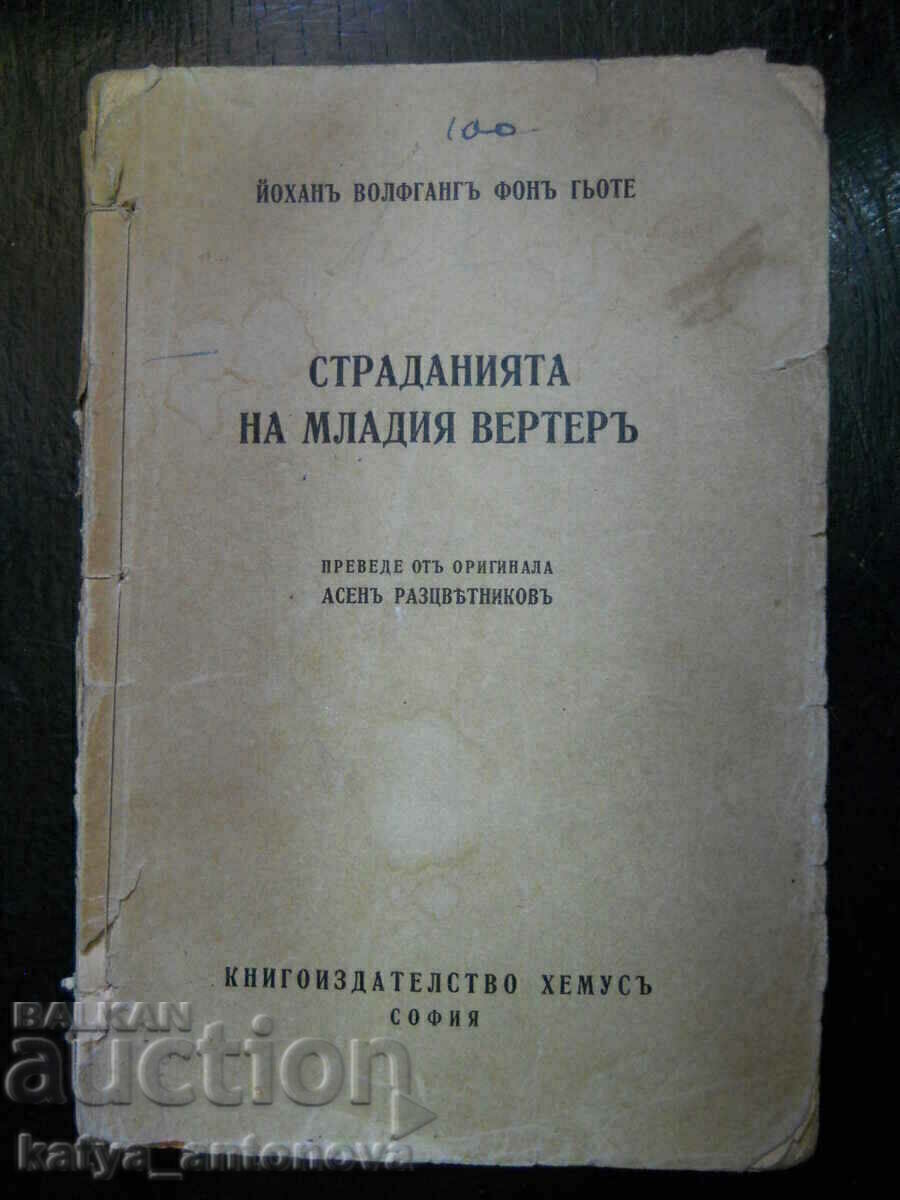 100
ЙОХАНЪ ВОЛФГАНГЪ ФОНЪ ГЬОТЕ
СТРАДАНИЯТА
НА МЛАДИЯ ВЕРТЕРЪ
ПРЕВЕДЕ ОТЪ ОРИГИНАЛА
АСЕНЪ РАЗЦВѢТНИКОВЪ
КНИГОИЗДАТЕЛСТВО ХЕМУСЪ
СОФИЯ
BALKAN
auction
katya_antonova